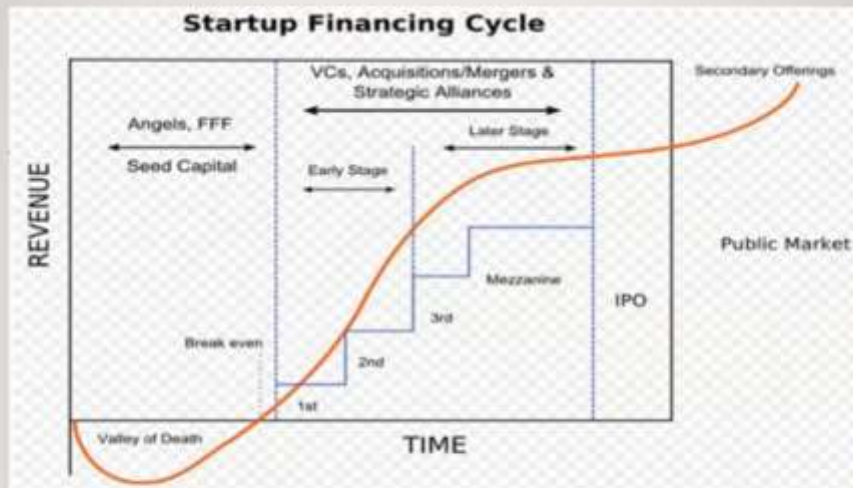 Startup Financing Cycle
VCs, Acquisitions/Mergers &
Strategic Alliances
Secondary Offerings
Angels, FFF
Seed Capital
Later Stage
Early Stage
REVENUE
Public Market
Mezzanine
IPO
3rd
Break even
2nd
1st
Valley of Death
TIME